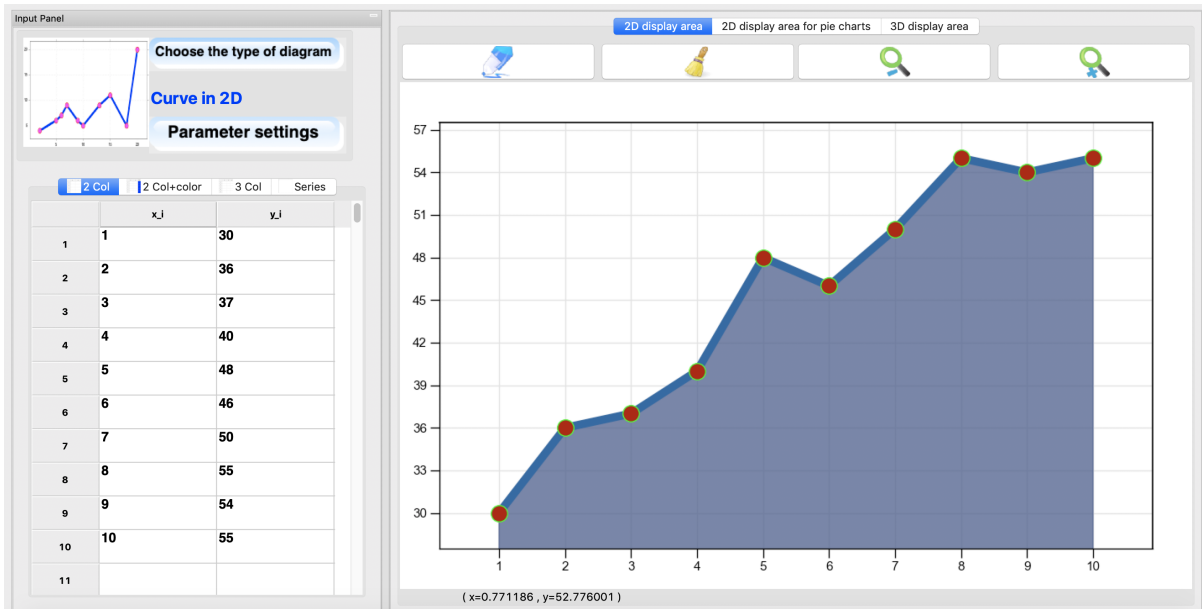 Input Panel
Choose the type of diagram
Curve in 2D
Parameter settings
2 Col 2 Col+color 3 Col Series
x_i y_i
1 1 30
2 2 36
3 3 37
4 4 40
5 5 48
6 6 46
7 7 50
8 8 55
9 9 54
10 10 55
11
2D display area 2D display area for pie charts 3D display area
57
54
51
48
45
42
39
36
33
30
1 2 3 4 5 6 7 8 9 10
( x=0.771186 , y=52.776001 )